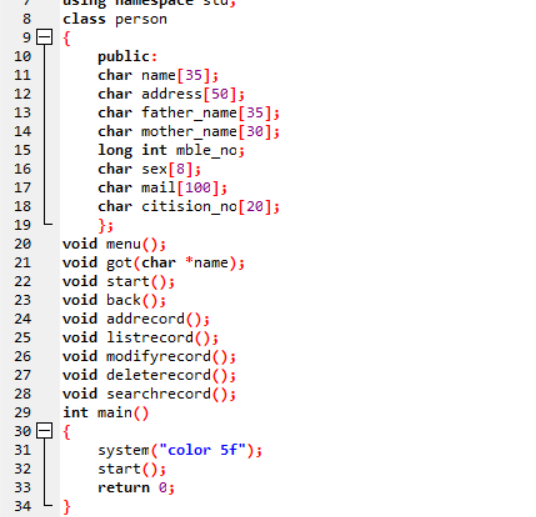 7 using namespace std;
8 class person
9 {
10 public:
11 char name[35];
12 char address[50];
13 char father_name[35];
14 char mother_name[30];
15 long int mble_no;
16 char sex[8];
17 char mail[100];
18 char citision_no[20];
19 };
20 void menu();
21 void got(char *name);
22 void start();
23 void back();
24 void addrecord();
25 void listrecord();
26 void modifyrecord();
27 void deleterecord();
28 void searchrecord();
29 int main()
30 {
31 system("color 5f");
32 start();
33 return 0;
34 }